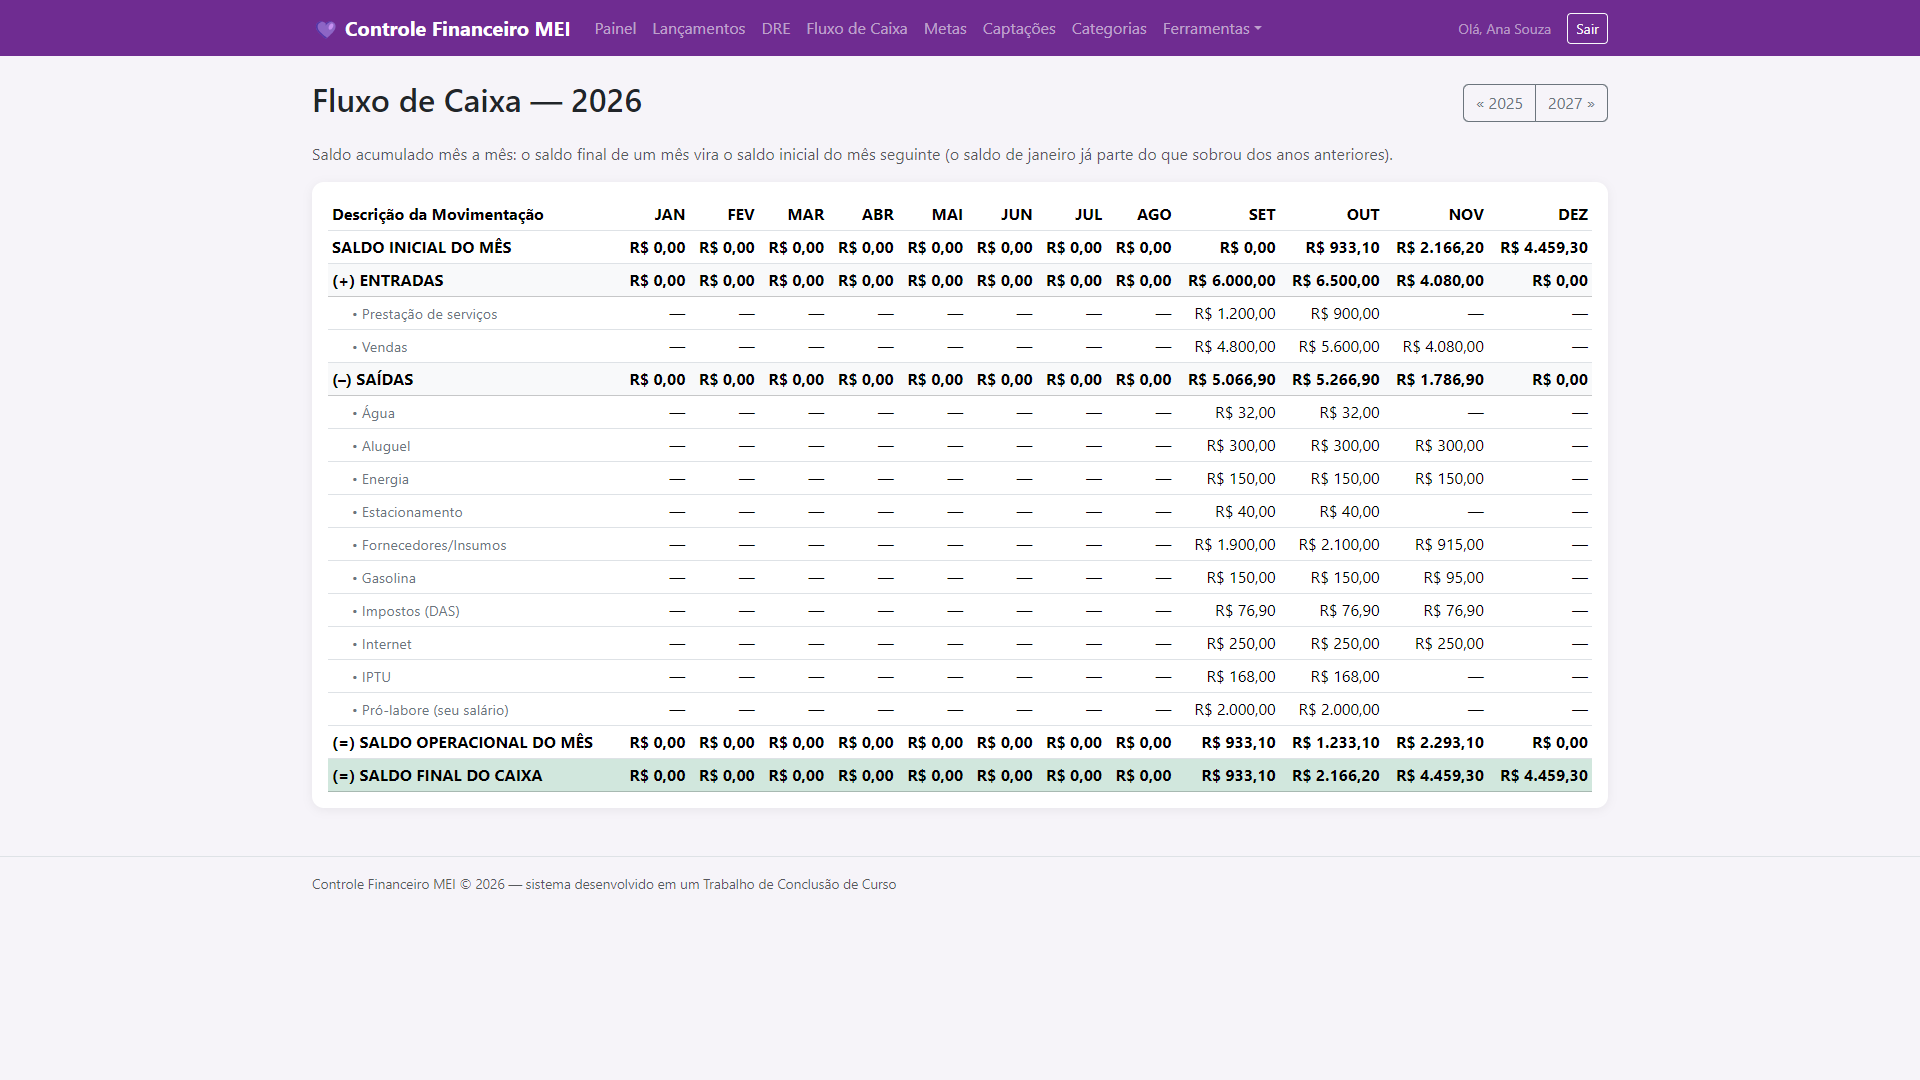 💜 Controle Financeiro MEI Painel Lançamentos DRE Fluxo de Caixa Metas Captações Categorias Ferramentas Olá, Ana Souza Sair
Fluxo de Caixa — 2026 « 2025 2027 »
Saldo acumulado mês a mês: o saldo final de um mês vira o saldo inicial do mês seguinte (o saldo de janeiro já parte do que sobrou dos anos anteriores).
Descrição da Movimentação JAN FEV MAR ABR MAI JUN JUL AGO SET OUT NOV DEZ
SALDO INICIAL DO MÊS R$ 0,00 R$ 0,00 R$ 0,00 R$ 0,00 R$ 0,00 R$ 0,00 R$ 0,00 R$ 0,00 R$ 0,00 R$ 933,10 R$ 2.166,20 R$ 4.459,30
(+) ENTRADAS R$ 0,00 R$ 0,00 R$ 0,00 R$ 0,00 R$ 0,00 R$ 0,00 R$ 0,00 R$ 0,00 R$ 6.000,00 R$ 6.500,00 R$ 4.080,00 R$ 0,00
• Prestação de serviços — — — — — — — — R$ 1.200,00 R$ 900,00 — —
• Vendas — — — — — — — — R$ 4.800,00 R$ 5.600,00 R$ 4.080,00 —
(–) SAÍDAS R$ 0,00 R$ 0,00 R$ 0,00 R$ 0,00 R$ 0,00 R$ 0,00 R$ 0,00 R$ 0,00 R$ 5.066,90 R$ 5.266,90 R$ 1.786,90 R$ 0,00
• Água — — — — — — — — R$ 32,00 R$ 32,00 — —
• Aluguel — — — — — — — — R$ 300,00 R$ 300,00 R$ 300,00 —
• Energia — — — — — — — — R$ 150,00 R$ 150,00 R$ 150,00 —
• Estacionamento — — — — — — — — R$ 40,00 R$ 40,00 — —
• Fornecedores/Insumos — — — — — — — — R$ 1.900,00 R$ 2.100,00 R$ 915,00 —
• Gasolina — — — — — — — — R$ 150,00 R$ 150,00 R$ 95,00 —
• Impostos (DAS) — — — — — — — — R$ 76,90 R$ 76,90 R$ 76,90 —
• Internet — — — — — — — — R$ 250,00 R$ 250,00 R$ 250,00 —
• IPTU — — — — — — — — R$ 168,00 R$ 168,00 — —
• Pró-labore (seu salário) — — — — — — — — R$ 2.000,00 R$ 2.000,00 — —
(=) SALDO OPERACIONAL DO MÊS R$ 0,00 R$ 0,00 R$ 0,00 R$ 0,00 R$ 0,00 R$ 0,00 R$ 0,00 R$ 0,00 R$ 933,10 R$ 1.233,10 R$ 2.293,10 R$ 0,00
(=) SALDO FINAL DO CAIXA R$ 0,00 R$ 0,00 R$ 0,00 R$ 0,00 R$ 0,00 R$ 0,00 R$ 0,00 R$ 0,00 R$ 933,10 R$ 2.166,20 R$ 4.459,30 R$ 4.459,30
Controle Financeiro MEI © 2026 — sistema desenvolvido em um Trabalho de Conclusão de Curso